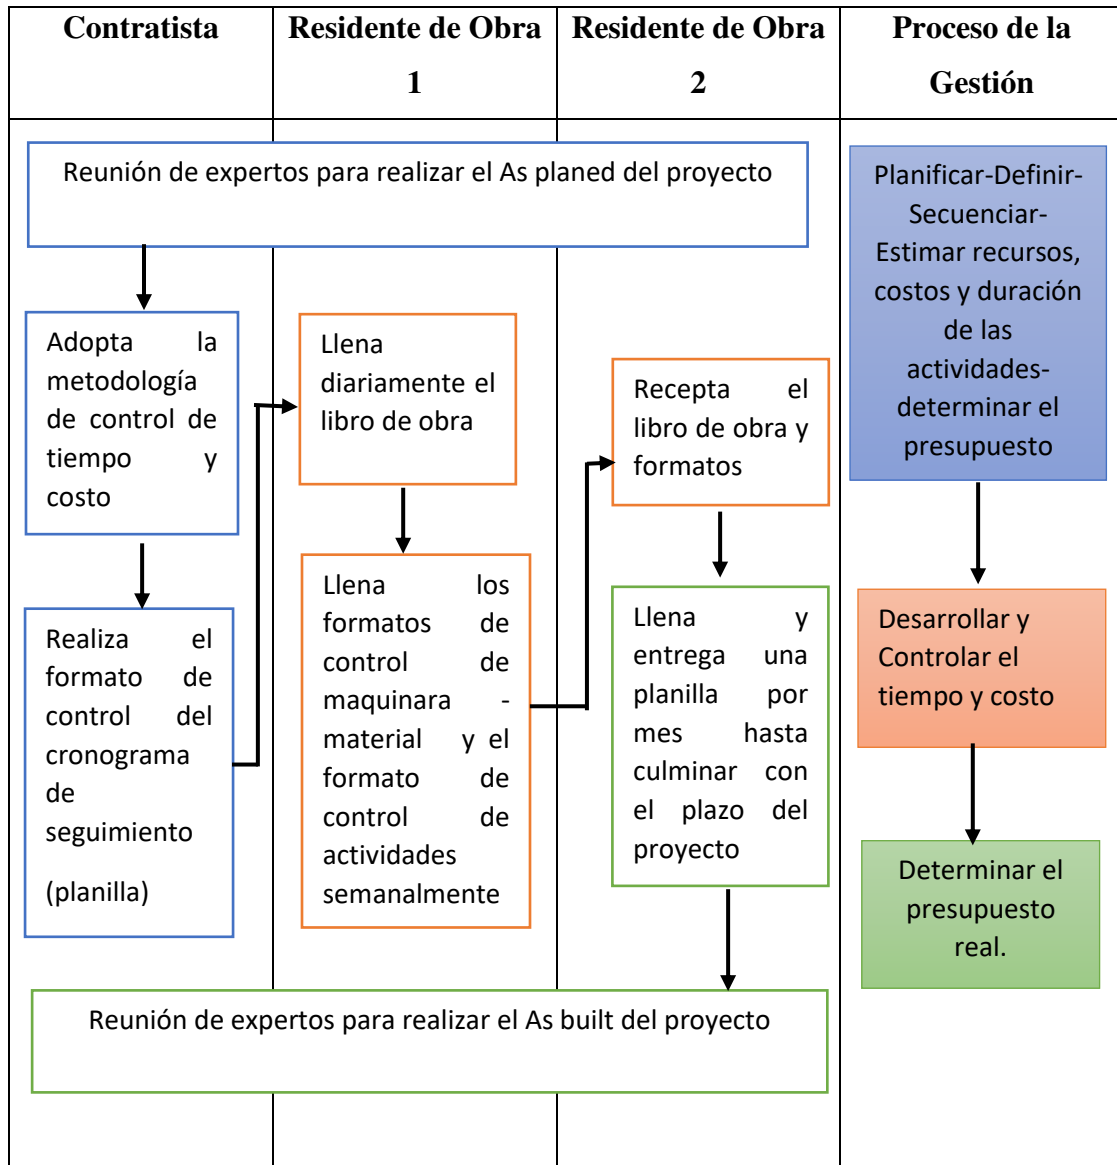 Contratista
Residente de Obra
1
Residente de Obra
2
Proceso de la
Gestión
Reunión de expertos para realizar el As planed del proyecto
Adopta la
metodología
de control de
tiempo y
costo
Realiza el
formato de
control del
cronograma
de
seguimiento
(planilla)
Llena
diariamente el
libro de obra
Llena los
formatos de
control de
maquinara -
material y el
formato de
control de
actividades
semanalmente
Recepta el
libro de obra y
formatos
Llena y
entrega una
planilla por
mes hasta
culminar con
el plazo del
proyecto
Reunión de expertos para realizar el As built del proyecto
Planificar-Definir-
Secuenciar-
Estimar recursos,
costos y duración
de las
actividades-
determinar el
presupuesto
Desarrollar y
Controlar el
tiempo y costo
Determinar el
presupuesto
real.